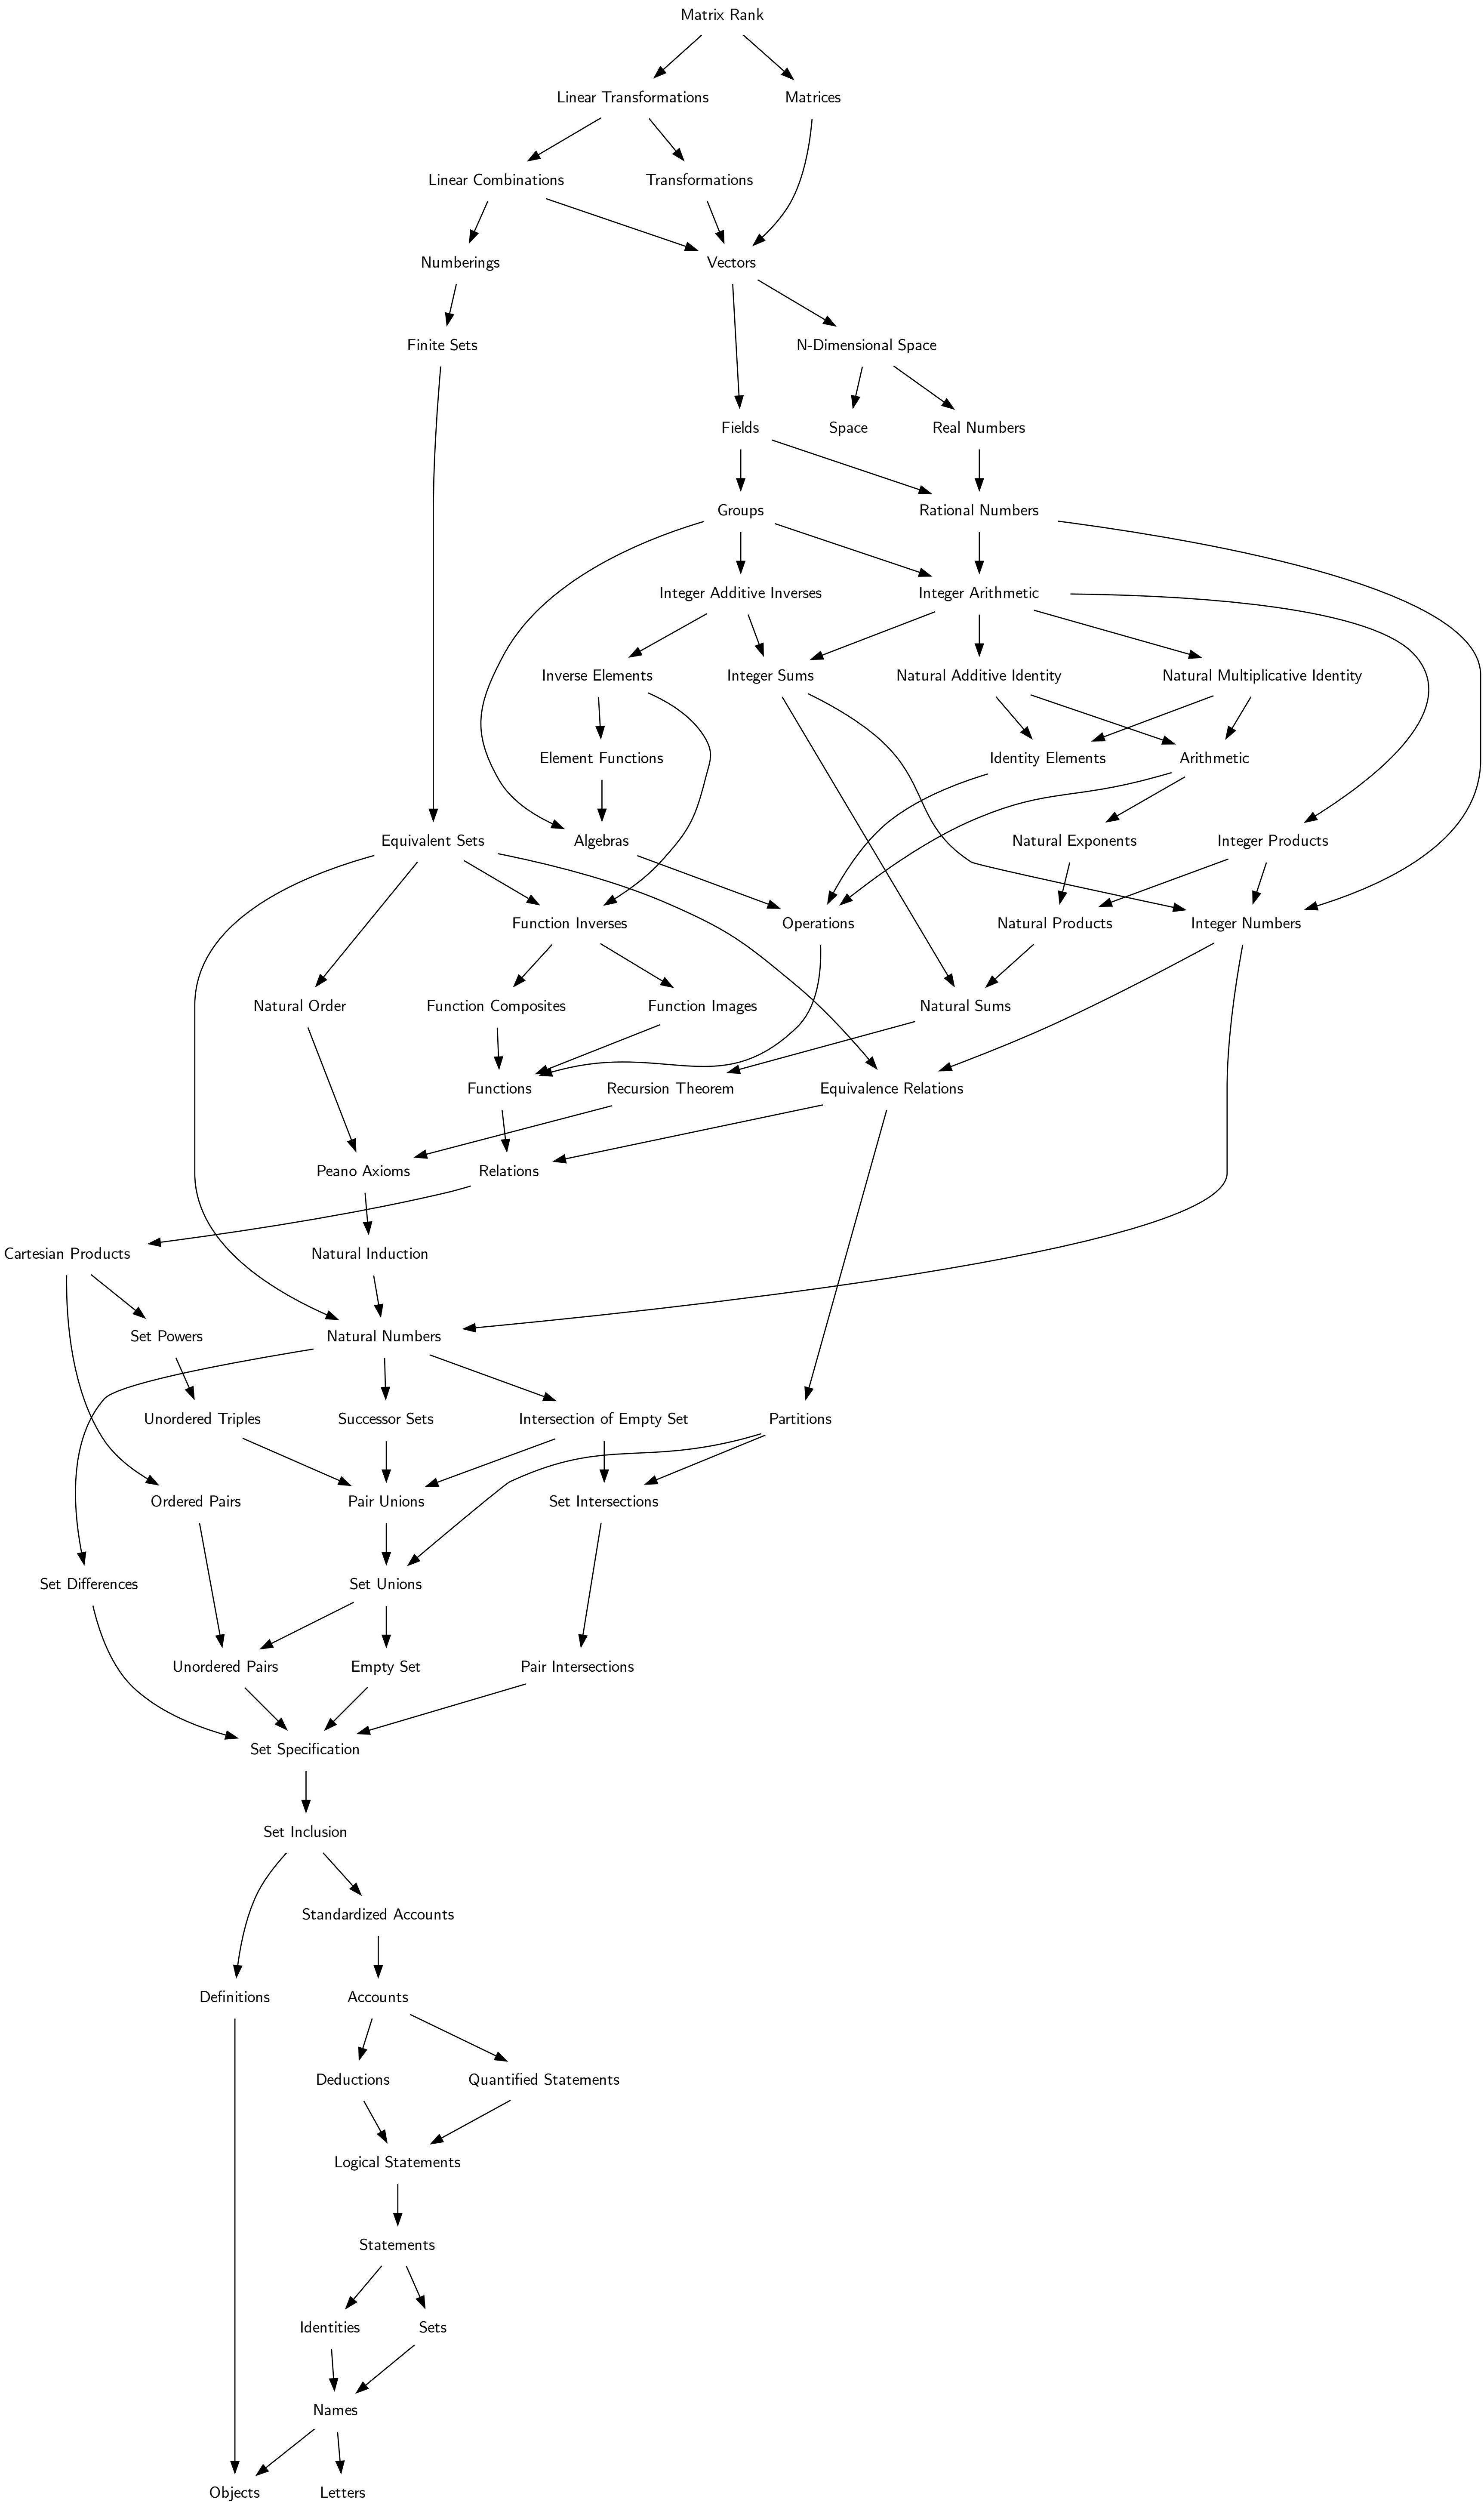 Matrix Rank
Linear Transformations
Matrices
Linear Combinations
Transformations
Numberings
Vectors
Finite Sets
N-Dimensional Space
Fields
Space
Real Numbers
Groups
Rational Numbers
Integer Additive Inverses
Integer Arithmetic
Inverse Elements
Integer Sums
Natural Additive Identity
Natural Multiplicative Identity
Element Functions
Identity Elements
Arithmetic
Equivalent Sets
Algebras
Natural Exponents
Integer Products
Function Inverses
Operations
Natural Products
Integer Numbers
Natural Order
Function Composites
Function Images
Natural Sums
Functions
Recursion Theorem
Equivalence Relations
Peano Axioms
Relations
Cartesian Products
Natural Induction
Set Powers
Natural Numbers
Unordered Triples
Successor Sets
Intersection of Empty Set
Partitions
Ordered Pairs
Pair Unions
Set Intersections
Set Differences
Set Unions
Unordered Pairs
Empty Set
Pair Intersections
Set Specification
Set Inclusion
Standardized Accounts
Definitions
Accounts
Deductions
Quantified Statements
Logical Statements
Statements
Identities
Sets
Names
Objects
Letters